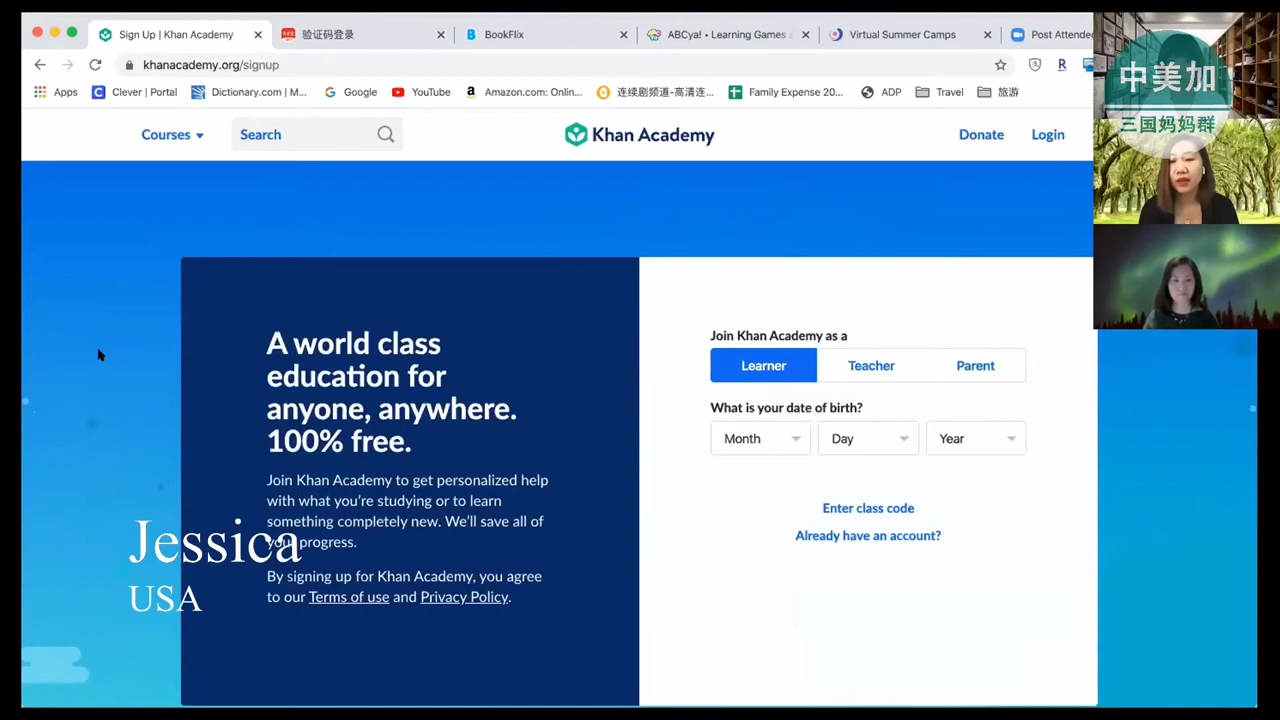 Sign Up | Khan Academy
验证码登录
BookFlix
ABCya! • Learning Games a
Virtual Summer Camps
Post Attende
khanacademy.org/signup
R
Apps
Clever | Portal
Dictionary.com | M...
Google
YouTube
Amazon.com: Onlin...
连续剧频道-高清连...
Family Expense 20...
ADP
Travel
旅游
中美加
三国妈妈群
Courses
Search
Khan Academy
Donate
Login
A world class
education for
anyone, anywhere.
100% free.
Join Khan Academy to get personalized help
with what you're studying or to learn
something completely new. We'll save all of
your progress.
By signing up for Khan Academy, you agree
to our Terms of use and Privacy Policy.
Join Khan Academy as a
Learner
Teacher
Parent
What is your date of birth?
Month
Day
Year
Enter class code
Already have an account?
Jessica
USA